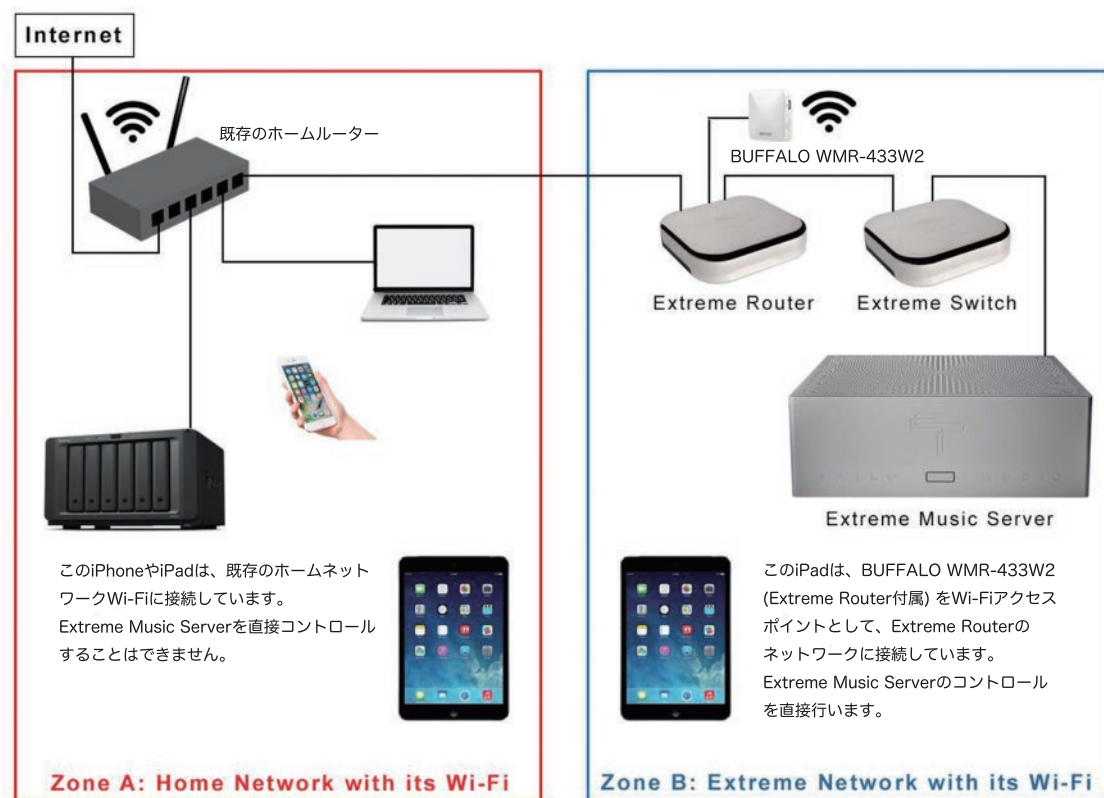 Internet
既存のホームルーター
BUFFALO WMR-433W2
Extreme Router
Extreme Switch
Extreme Music Server
このiPhoneやiPadは、既存のホームネット
ワークWi-Fiに接続しています。
Extreme Music Serverを直接コントロール
することはできません。
このiPadは、BUFFALO WMR-433W2
(Extreme Router付属) をWi-Fiアクセス
ポイントとして、Extreme Routerの
ネットワークに接続しています。
Extreme Music Serverのコントロール
を直接行います。
Zone A: Home Network with its Wi-Fi
Zone B: Extreme Network with its Wi-Fi